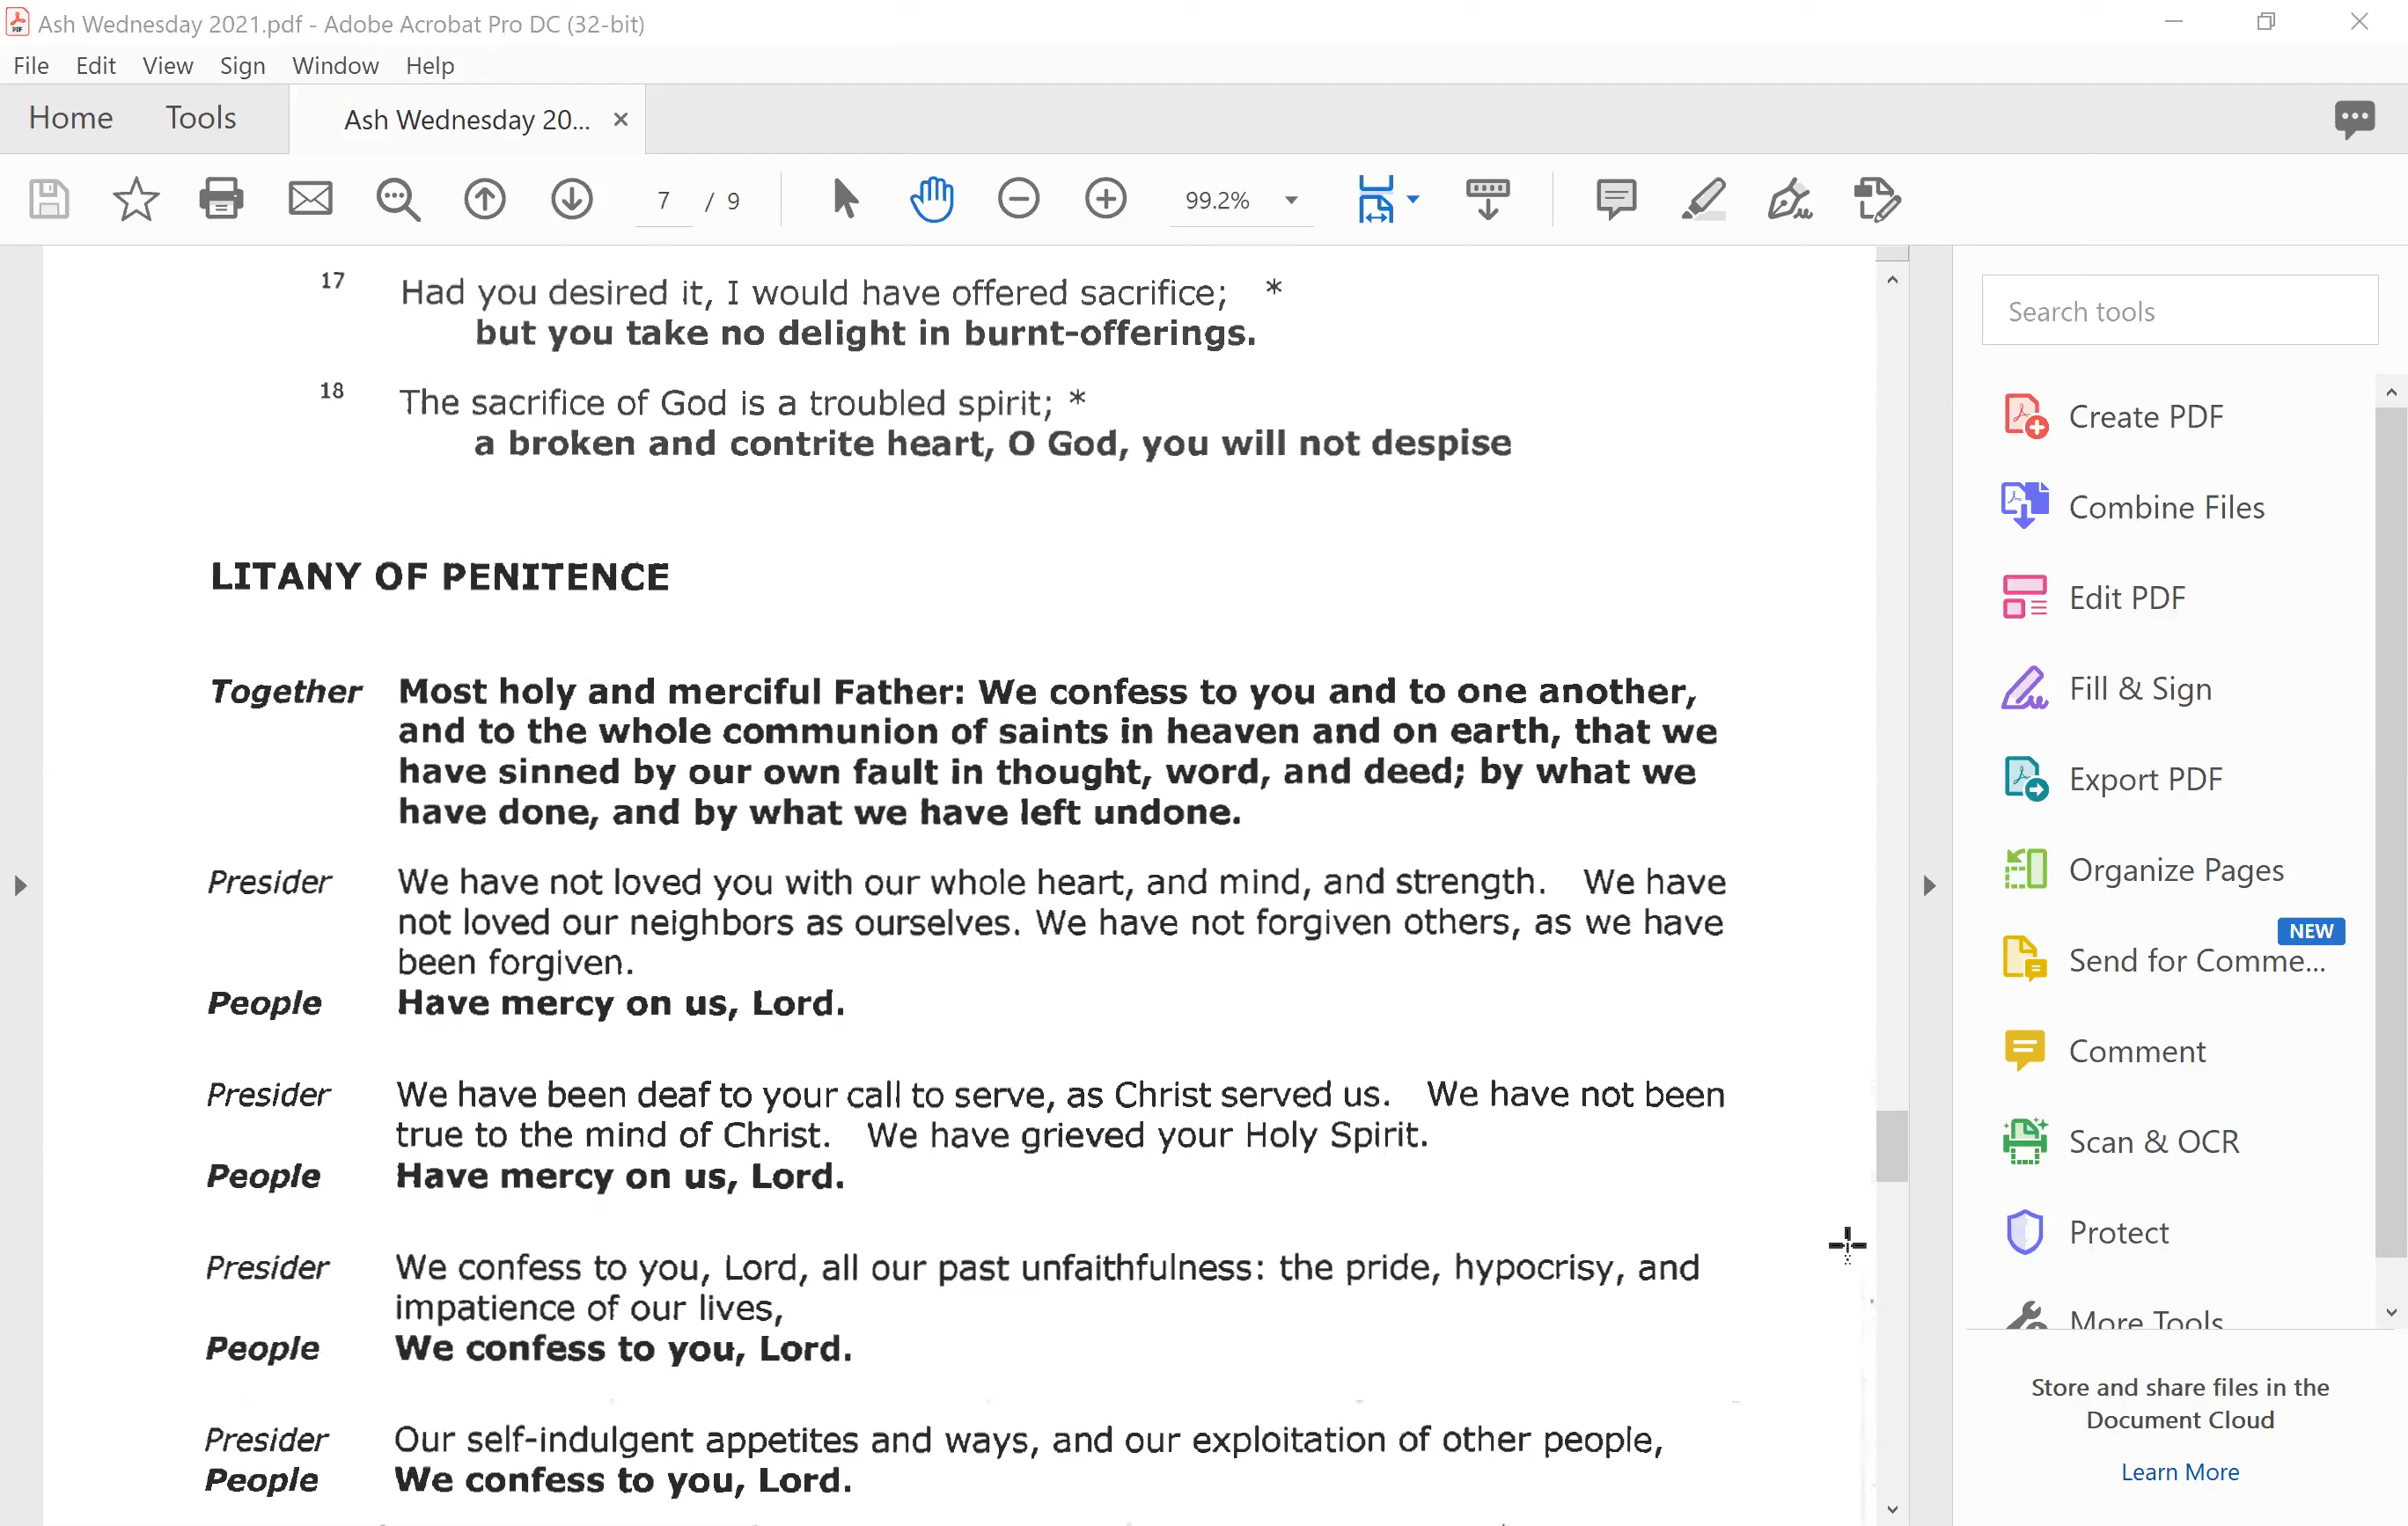 Ash Wednesday 2021.pdf - Adobe Acrobat Pro DC (32-bit)
File Edit View Sign Window Help
Home Tools Ash Wednesday 20... ×
7 / 9 99.2%
17 Had you desired it, I would have offered sacrifice; *
but you take no delight in burnt-offerings.
18 The sacrifice of God is a troubled spirit; *
a broken and contrite heart, O God, you will not despise
LITANY OF PENITENCE
Together Most holy and merciful Father: We confess to you and to one another,
and to the whole communion of saints in heaven and on earth, that we
have sinned by our own fault in thought, word, and deed; by what we
have done, and by what we have left undone.
Presider We have not loved you with our whole heart, and mind, and strength. We have
not loved our neighbors as ourselves. We have not forgiven others, as we have
been forgiven.
People Have mercy on us, Lord.
Presider We have been deaf to your call to serve, as Christ served us. We have not been
true to the mind of Christ. We have grieved your Holy Spirit.
People Have mercy on us, Lord.
Presider We confess to you, Lord, all our past unfaithfulness: the pride, hypocrisy, and
impatience of our lives,
People We confess to you, Lord.
Presider Our self-indulgent appetites and ways, and our exploitation of other people,
People We confess to you, Lord.
Search tools
Create PDF
Combine Files
Edit PDF
Fill & Sign
Export PDF
Organize Pages
NEW
Send for Comme...
Comment
Scan & OCR
Protect
More Tools
Store and share files in the
Document Cloud
Learn More